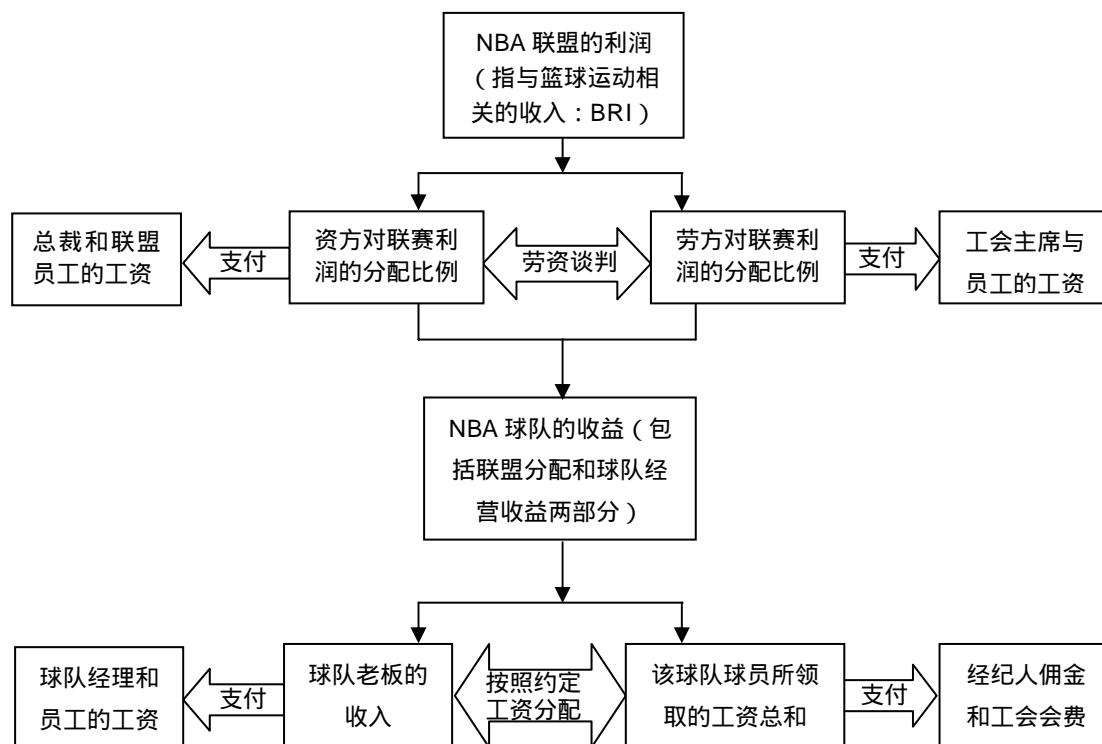 NBA 联盟的利润
（指与篮球运动相
关的收入：BRI）
总裁和联盟
员工的工资
支付
资方对联赛利
润的分配比例
劳资谈判
劳方对联赛利
润的分配比例
支付
工会主席与
员工的工资
NBA 球队的收益（包
括联盟分配和球队经
营收益两部分）
球队经理和
员工的工资
支付
球队老板的
收入
按照约定
工资分配
该球队球员所领
取的工资总和
支付
经纪人佣金
和工会会费